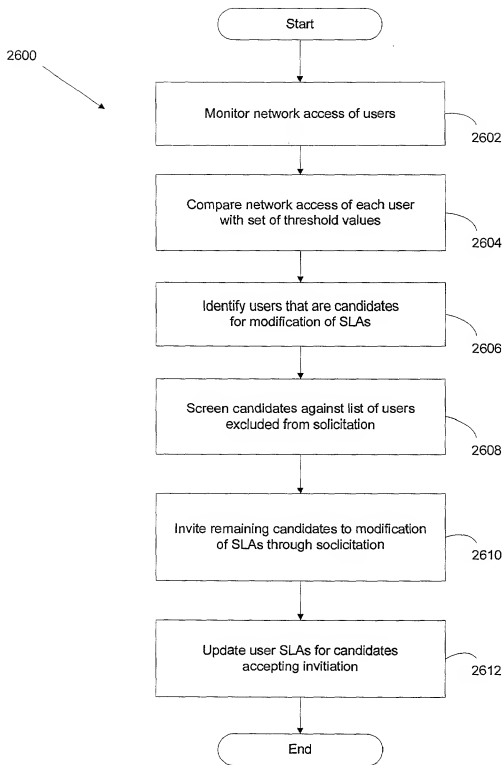 Start
2600
Monitor network access of users
2602
Compare network access of each user
with set of threshold values
2604
Identify users that are candidates
for modification of SLAs
2606
Screen candidates against list of users
excluded from solicitation
2608
Invite remaining candidates to modification
of SLAs through soclicitation
2610
Update user SLAs for candidates
accepting invitiation
2612
End